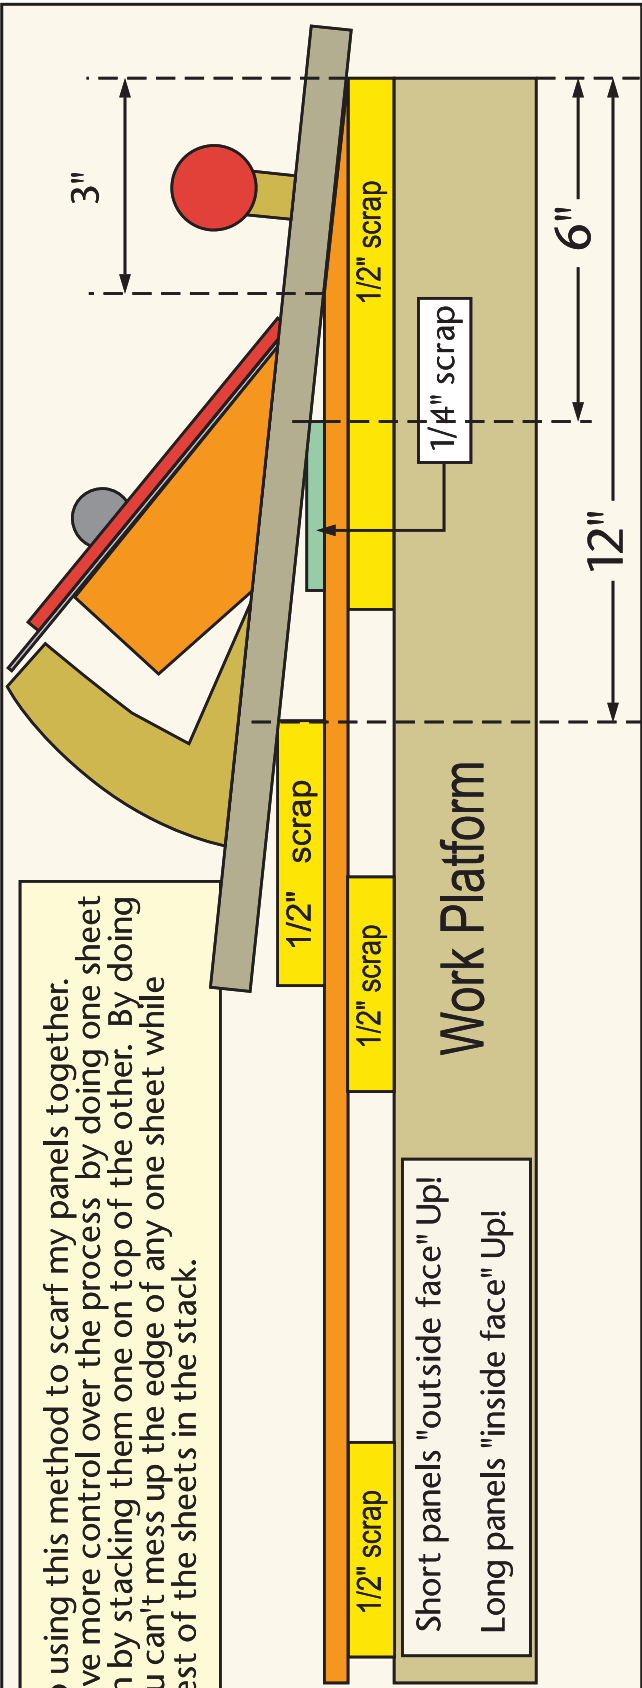 o using this method to scarf my panels together.
ve more control over the process by doing one sheet
n by stacking them one on top of the other. By doing
u can't mess up the edge of any one sheet while
est of the sheets in the stack.
3"
1/2" scrap
1/2" scrap
1/2" scrap
1/2" scrap
1/4" scrap
Short panels "outside face" Up!
Long panels "inside face" Up!
Work Platform
6"
12"